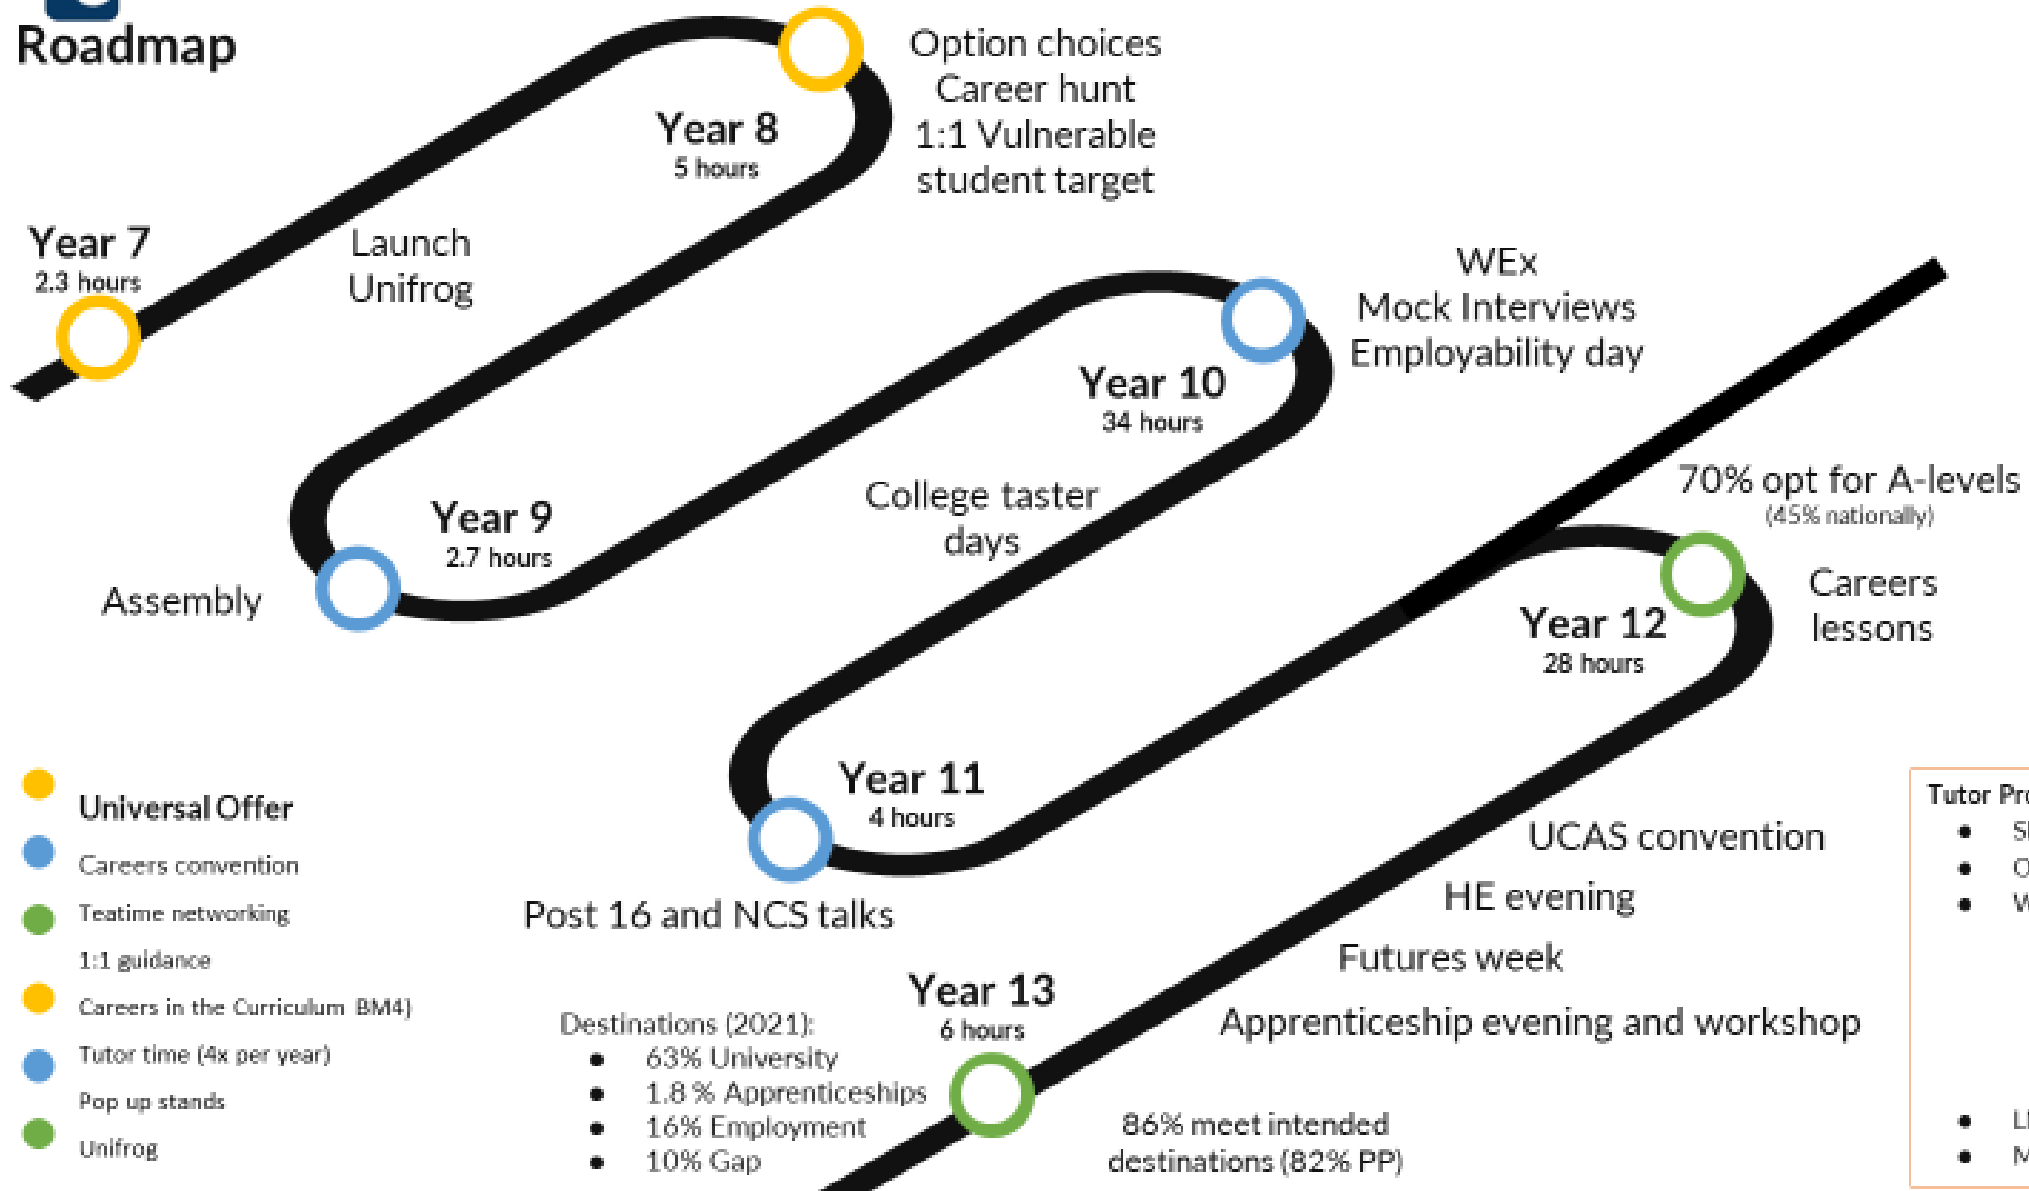 Roadmap
Year 7
2.3 hours
Launch
Unifrog
Year 8
5 hours
Option choices
Career hunt
1:1 Vulnerable
student target
Year 9
2.7 hours
Assembly
Year 10
34 hours
WEx
Mock Interviews
Employability day
College taster
days
Year 11
4 hours
Post 16 and NCS talks
70% opt for A-levels
(45% nationally)
Year 12
28 hours
Careers
lessons
UCAS convention
HE evening
Futures week
Apprenticeship evening and workshop
Year 13
6 hours
Destinations (2021):
● 63% University
● 1.8 % Apprenticeships
● 16% Employment
● 10% Gap
86% meet intended
destinations (82% PP)
Universal Offer
Careers convention
Teatime networking
1:1 guidance
Careers in the Curriculum BM4)
Tutor time (4x per year)
Pop up stands
Unifrog
Tutor